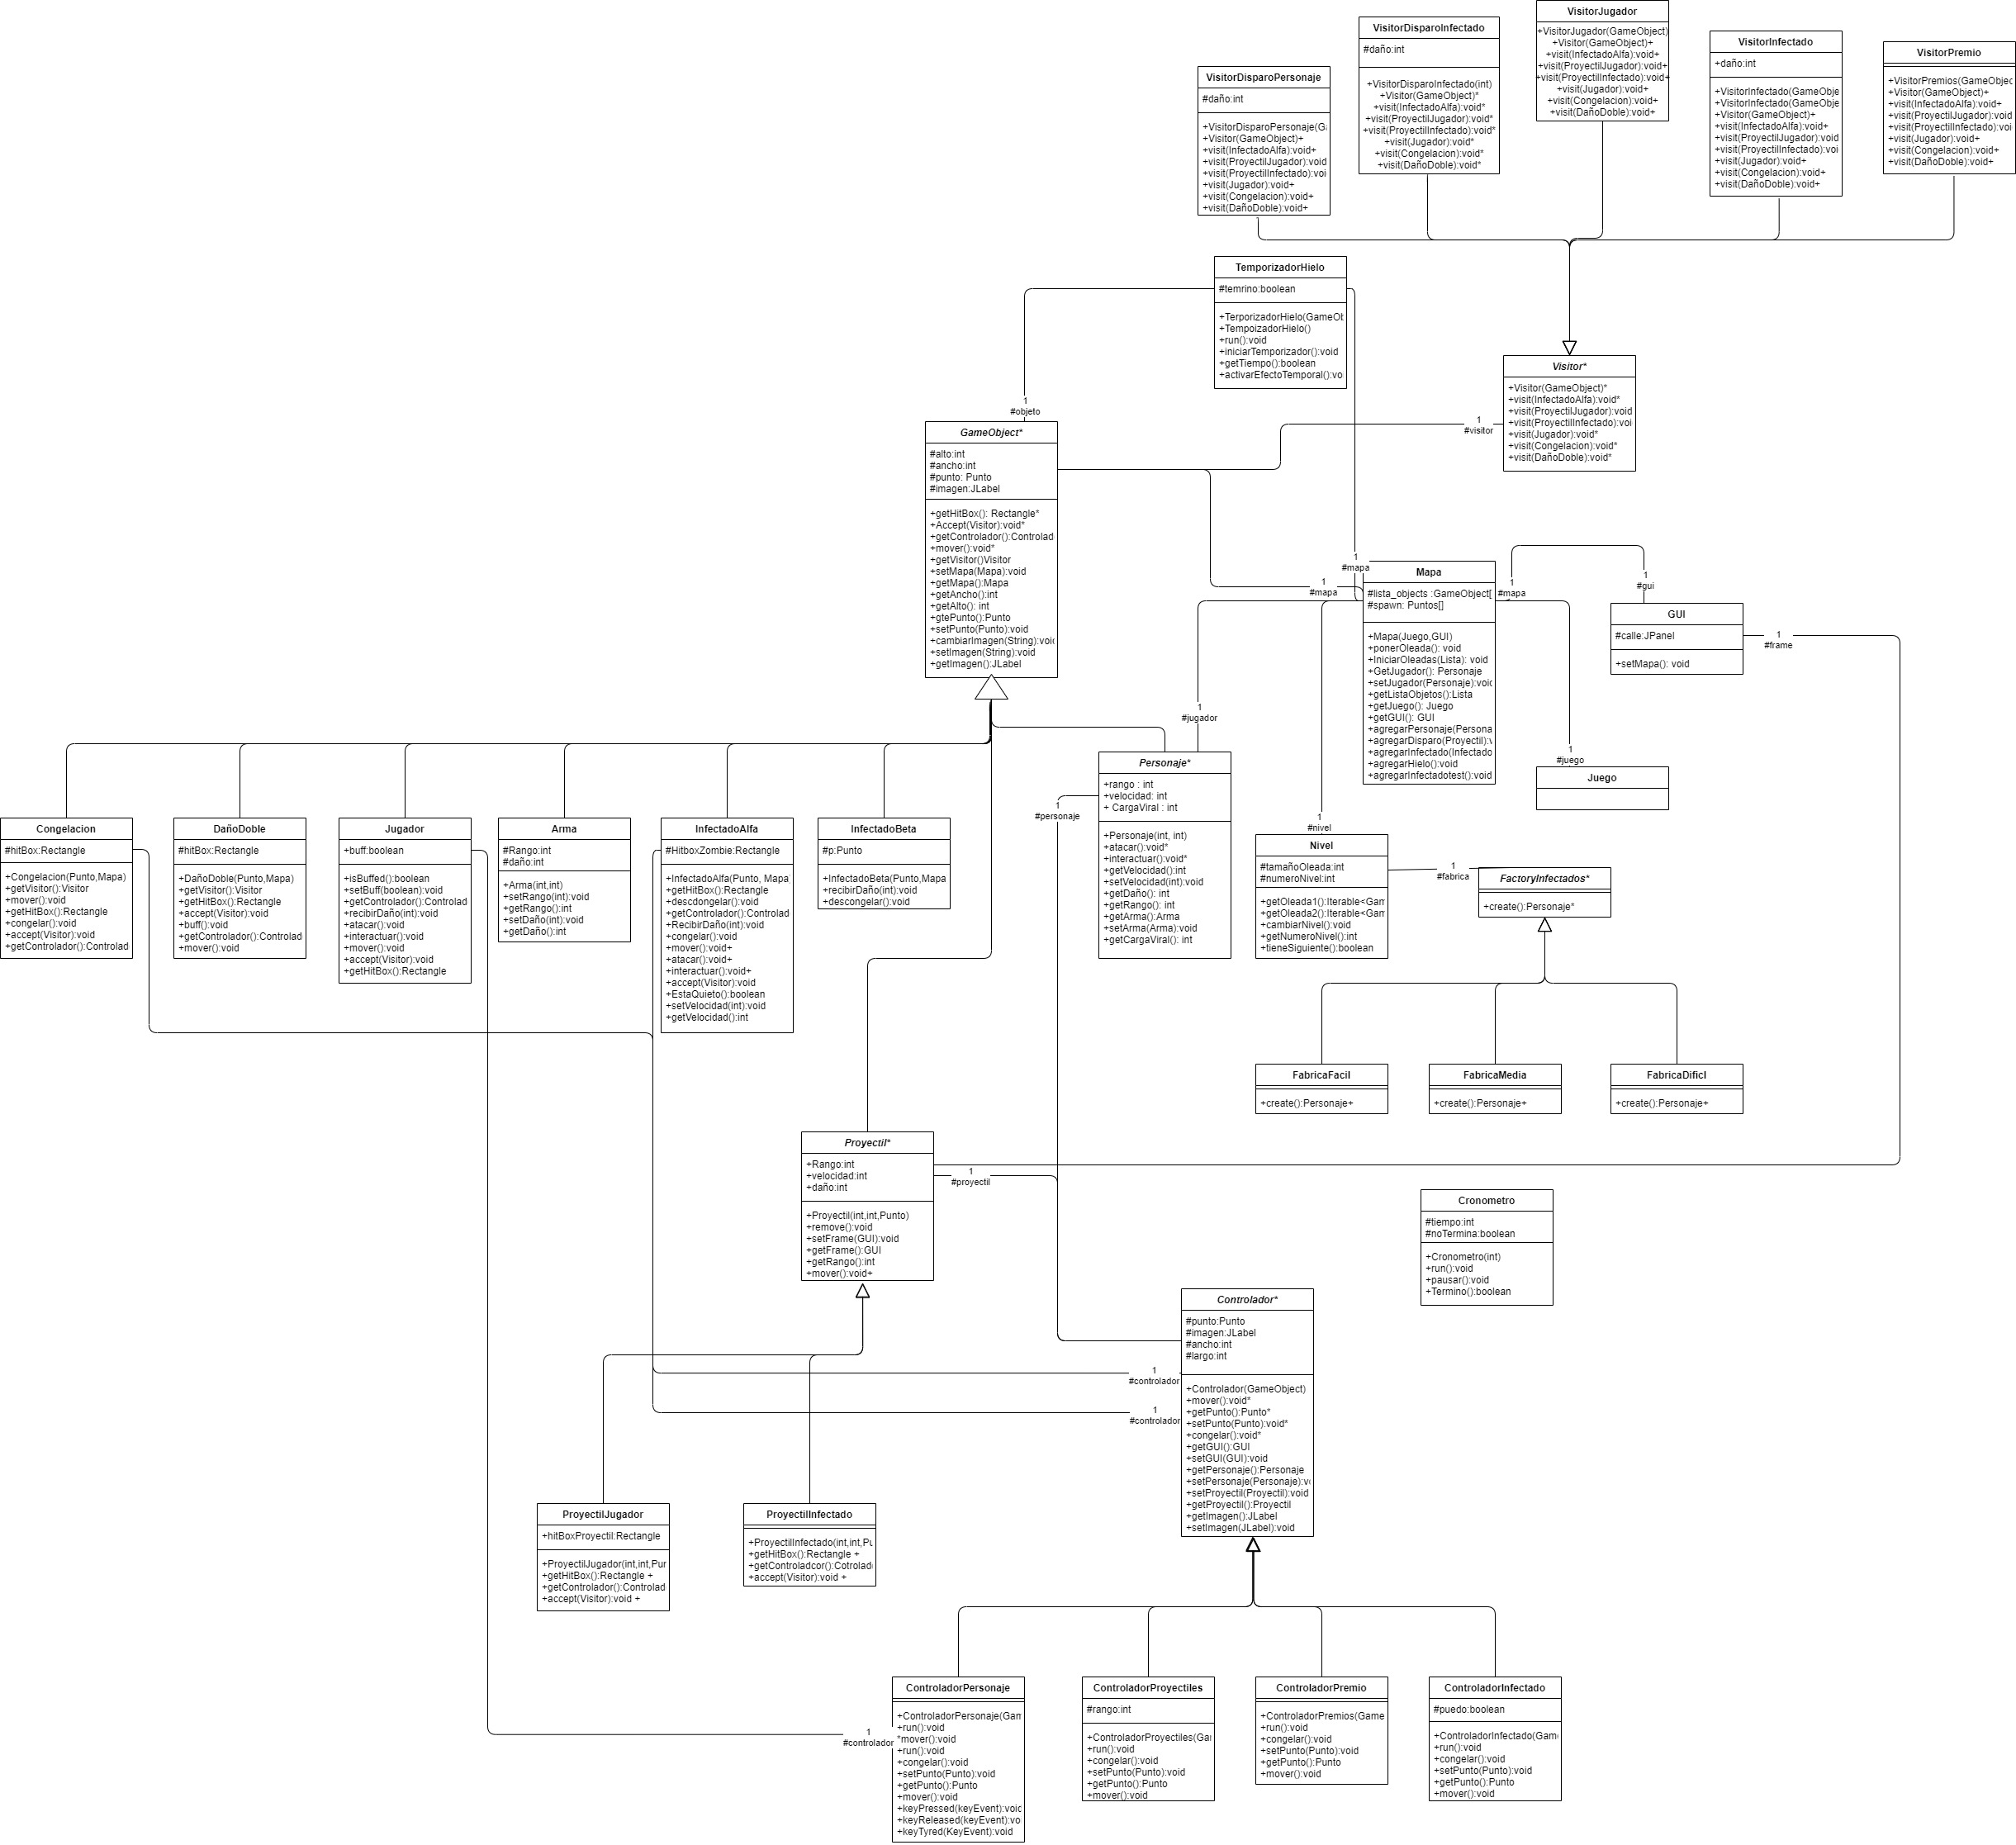 VisitorJugador
+VisitorJugador(GameObject)
+Visitor(GameObject)+
+visit(InfectadoAlfa):void+
+visit(ProyectilJugador):void+
+visit(ProyectilInfectado):void+
+visit(Jugador):void+
+visit(Congelacion):void+
+visit(DañoDoble):void+
VisitorDisparoInfectado
#daño:int
+VisitorDisparoInfectado(int)
+Visitor(GameObject)*
+visit(InfectadoAlfa):void*
+visit(ProyectilJugador):void*
+visit(ProyectilInfectado):void*
+visit(Jugador):void*
+visit(Congelacion):void*
+visit(DañoDoble):void*
VisitorInfectado
+daño:int
+VisitorInfectado(GameObje
+VisitorInfectado(GameObje
+Visitor(GameObject)+
+visit(InfectadoAlfa):void+
+visit(ProyectilJugador):void
+visit(ProyectilInfectado):voi
+visit(Jugador):void+
+visit(Congelacion):void+
+visit(DañoDoble):void+
VisitorPremio
+VisitorPremios(GameObjec
+Visitor(GameObject)+
+visit(InfectadoAlfa):void+
+visit(ProyectilJugador):void
+visit(ProyectilInfectado):voi
+visit(Jugador):void+
+visit(Congelacion):void+
+visit(DañoDoble):void+
VisitorDisparoPersonaje
#daño:int
+VisitorDisparoPersonaje(G
+Visitor(GameObject)+
+visit(InfectadoAlfa):void+
+visit(ProyectilJugador):void
+visit(ProyectilInfectado):voi
+visit(Jugador):void+
+visit(Congelacion):void+
+visit(DañoDoble):void+
TemporizadorHielo
#temrino:boolean
+TerporizadorHielo(GameOb
+TempoizadorHielo()
+run():void
+iniciarTemporizador():void
+getTiempo():boolean
+activarEfectoTemporal():vo
Visitor*
+Visitor(GameObject)*
+visit(InfectadoAlfa):void*
+visit(ProyectilJugador):void
+visit(ProyectilInfectado):voi
+visit(Jugador):void*
+visit(Congelacion):void*
+visit(DañoDoble):void*
1
#objeto
1
#visitor
GameObject*
#alto:int
#ancho:int
#punto: Punto
#imagen:JLabel
+getHitBox(): Rectangle*
+Accept(Visitor):void*
+getControlador():Controlad
+mover():void*
+getVisitor()Visitor
+setMapa(Mapa):void
+getMapa():Mapa
+getAncho():int
+getAlto(): int
+gtePunto():Punto
+setPunto(Punto):void
+cambiarImagen(String):voi
+setImagen(String):void
+getImagen():JLabel
1
#mapa
1
#mapa
1
#mapa
1
#gui
Mapa
#lista_objects :GameObject[
#spawn: Puntos[]
+Mapa(Juego,GUI)
+ponerOleada(): void
+IniciarOleadas(Lista): void
+GetJugador(): Personaje
+setJugador(Personaje):voi
+getListaObjetos():Lista
+getJuego(): Juego
+getGUI(): GUI
+agregarPersonaje(Persona
+agregarDisparo(Proyectil):v
+agregarInfectado(Infectado
+agregarHielo():void
+agregarInfectadotest():void
GUI
#calle:JPanel
+setMapa(): void
1
#frame
1
#jugador
1
#juego
Juego
Personaje*
+rango : int
+velocidad: int
+ CargaViral : int
+Personaje(int, int)
+atacar():void*
+interactuar():void*
+getVelocidad():int
+setVelocidad(int):void
+getDaño(): int
+getRango(): int
+getArma():Arma
+setArma(Arma):void
+getCargaViral(): int
1
#personaje
1
#nivel
Nivel
#tamañoOleada:int
#numeroNivel:int
+getOleada1():Iterable<Gam
+getOleada2():Iterable<Gam
+cambiarNivel():void
+getNumeroNivel():int
+tieneSiguiente():boolean
1
#fabrica
FactoryInfectados*
+create():Personaje*
Congelacion
#hitBox:Rectangle
+Congelacion(Punto,Mapa)
+getVisitor():Visitor
+mover():void
+getHitBox():Rectangle
+congelar():void
+accept(Visitor):void
+getControlador():Controlad
DañoDoble
#hitBox:Rectangle
+DañoDoble(Punto,Mapa)
+getVisitor():Visitor
+getHitBox():Rectangle
+accept(Visitor):void
+buff():void
+getControlador():Controlad
+mover():void
Jugador
+buff:boolean
+isBuffed():boolean
+setBuff(boolean):void
+getControlador():Controlad
+recibirDaño(int):void
+atacar():void
+interactuar():void
+mover():void
+accept(Visitor):void
+getHitBox():Rectangle
Arma
#Rango:int
#daño:int
+Arma(int,int)
+setRango(int):void
+getRango():int
+setDaño(int):void
+getDaño():int
InfectadoAlfa
#HitboxZombie:Rectangle
+InfectadoAlfa(Punto, Mapa
+getHitBox():Rectangle
+descdongelar():void
+getControlador():Controlad
+RecibirDaño(int):void
+congelar():void
+mover():void+
+atacar():void+
+interactuar():void+
+accept(Visitor):void
+EstaQuieto():boolean
+setVelocidad(int):void
+getVelocidad():int
InfectadoBeta
#p:Punto
+InfectadoBeta(Punto,Mapa
+recibirDaño(int):void
+descongelar():void
FabricaFacil
+create():Personaje+
FabricaMedia
+create():Personaje+
FabricaDificl
+create():Personaje+
Proyectil*
+Rango:int
+velocidad:int
+daño:int
+Proyectil(int,int,Punto)
+remove():void
+setFrame(GUI):void
+getFrame():GUI
+getRango():int
+mover():void+
1
#proyectil
Cronometro
#tiempo:int
#noTermina:boolean
+Cronometro(int)
+run():void
+pausar():void
+Termino():boolean
Controlador*
#punto:Punto
#imagen:JLabel
#ancho:int
#largo:int
+Controlador(GameObject)
+mover():void*
+getPunto():Punto*
+setPunto(Punto):void*
+congelar():void*
+getGUI():GUI
+setGUI(GUI):void
+getPersonaje():Personaje
+setPersonaje(Personaje):v
+setProyectil(Proyectil):void
+getProyectil():Proyectil
+getImagen():JLabel
+setImagen(JLabel):void
1
#controlador
1
#controlador
ProyectilJugador
+hitBoxProyectil:Rectangle
+ProyectilJugador(int,int,Pur
+getHitBox():Rectangle +
+getControlador():Controlad
+accept(Visitor):void +
ProyectilInfectado
+ProyectilInfectado(int,int,Pu
+getHitBox():Rectangle +
+getControladcor():Cotrolad
+accept(Visitor):void +
1
#controlador
ControladorPersonaje
+ControladorPersonaje(Gam
+run():void
*mover():void
+run():void
+congelar():void
+setPunto(Punto):void
+getPunto():Punto
+mover():void
+keyPressed(keyEvent):void
+keyReleased(keyEvent):vo
+keyTyred(KeyEvent):void
ControladorProyectiles
#rango:int
+ControladorProyectiles(Ga
+run():void
+congelar():void
+setPunto(Punto):void
+getPunto():Punto
+mover():void
ControladorPremio
+ControladorPremios(Game
+run():void
+congelar():void
+setPunto(Punto):void
+getPunto():Punto
+mover():void
ControladorInfectado
#puedo:boolean
+ControladorInfectado(Gam
+run():void
+congelar():void
+setPunto(Punto):void
+getPunto():Punto
+mover():void